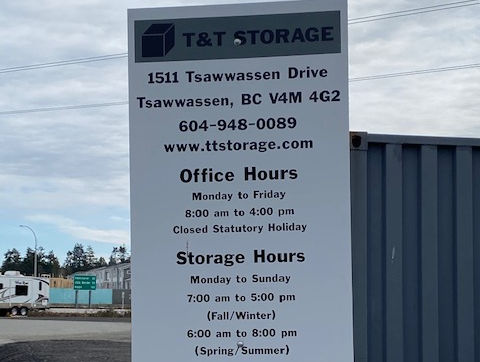 T&T STORAGE
1511 Tsawwassen Drive
Tsawwassen, BC V4M 4G2
604-948-0089
www.ttstorage.com
Office Hours
Monday to Friday
8:00 am to 4:00 pm
Closed Statutory Holiday
Storage Hours
Monday to Sunday
7:00 am to 5:00 pm
(Fall/Winter)
6:00 am to 8:00 pm
(Spring/Summer)